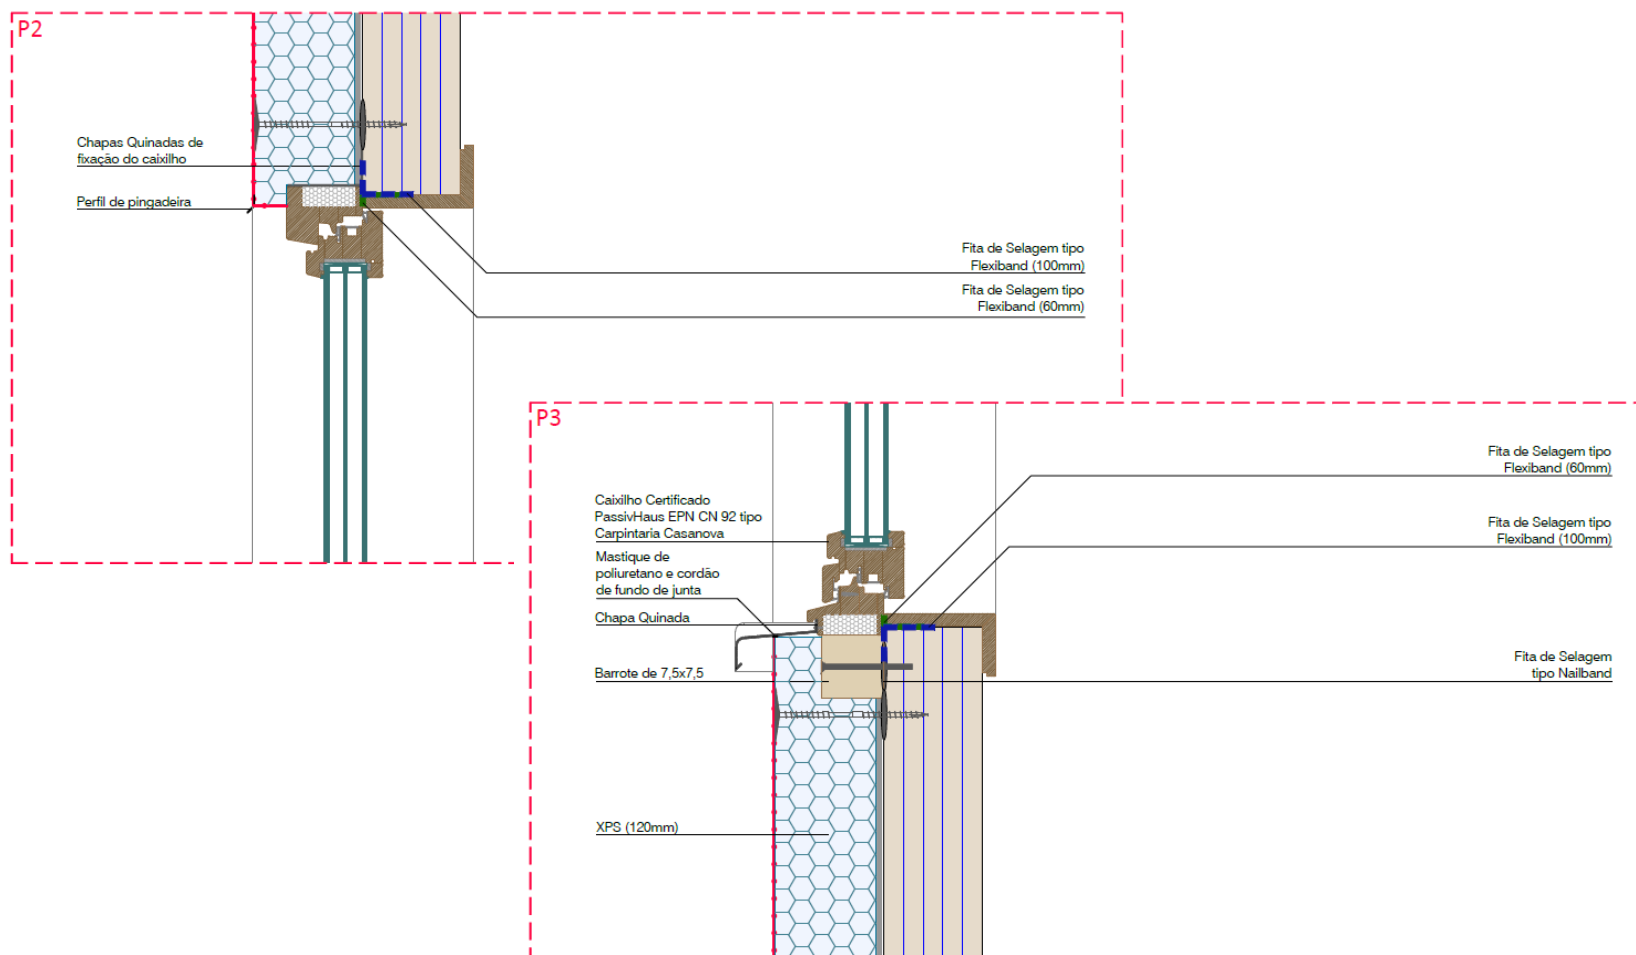 P2
Chapas Quinadas de
fixação do caixilho
Perfil de pingadeira
Fita de Selagem tipo
Flexiband (100mm)
Fita de Selagem tipo
Flexiband (60mm)
P3
Fita de Selagem tipo
Flexiband (60mm)
Caixilho Certificado
PassivHaus EPN CN 92 tipo
Carpintaria Casanova
Fita de Selagem tipo
Flexiband (100mm)
Mastique de
poliuretano e cordão
de fundo de junta
Chapa Quinada
Fita de Selagem
tipo Nailband
Barrote de 7,5x7,5
XPS (120mm)